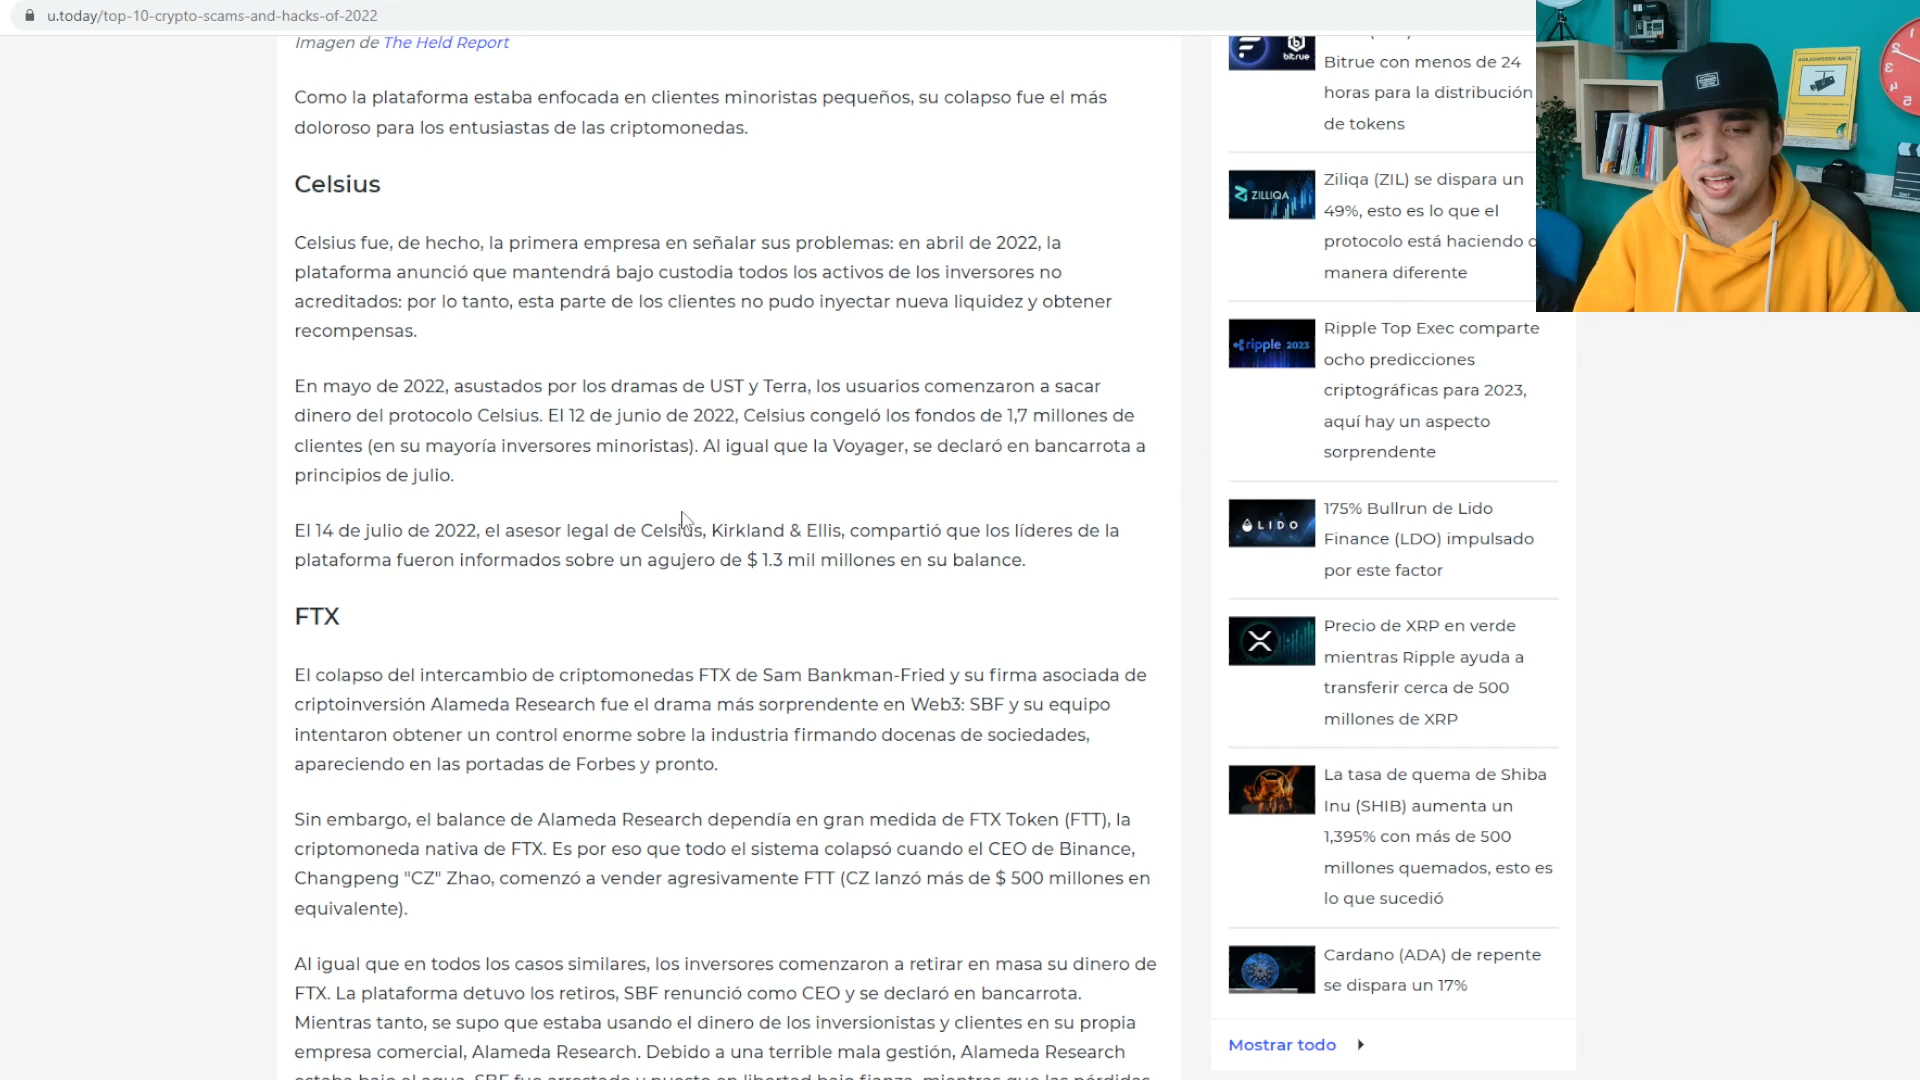 u.today/top-10-crypto-scams-and-hacks-of-2022
Imagen de The Held Report
Como la plataforma estaba enfocada en clientes minoristas pequeños, su colapso fue el más
doloroso para los entusiastas de las criptomonedas.
Celsius
Celsius fue, de hecho, la primera empresa en señalar sus problemas: en abril de 2022, la
plataforma anunció que mantendrá bajo custodia todos los activos de los inversores no
acreditados: por lo tanto, esta parte de los clientes no pudo inyectar nueva liquidez y obtener
recompensas.
En mayo de 2022, asustados por los dramas de UST y Terra, los usuarios comenzaron a sacar
dinero del protocolo Celsius. El 12 de junio de 2022, Celsius congeló los fondos de 1,7 millones de
clientes (en su mayoría inversores minoristas). Al igual que la Voyager, se declaró en bancarrota a
principios de julio.
El 14 de julio de 2022, el asesor legal de Celsius, Kirkland & Ellis, compartió que los líderes de la
plataforma fueron informados sobre un agujero de $ 1.3 mil millones en su balance.
FTX
El colapso del intercambio de criptomonedas FTX de Sam Bankman-Fried y su firma asociada de
criptoinversión Alameda Research fue el drama más sorprendente en Web3: SBF y su equipo
intentaron obtener un control enorme sobre la industria firmando docenas de sociedades,
apareciendo en las portadas de Forbes y pronto.
Sin embargo, el balance de Alameda Research dependía en gran medida de FTX Token (FTT), la
criptomoneda nativa de FTX. Es por eso que todo el sistema colapsó cuando el CEO de Binance,
Changpeng "CZ" Zhao, comenzó a vender agresivamente FTT (CZ lanzó más de $ 500 millones en
equivalente).
Al igual que en todos los casos similares, los inversores comenzaron a retirar en masa su dinero de
FTX. La plataforma detuvo los retiros, SBF renunció como CEO y se declaró en bancarrota.
Mientras tanto, se supo que estaba usando el dinero de los inversionistas y clientes en su propia
empresa comercial, Alameda Research. Debido a una terrible mala gestión, Alameda Research
bitrue
Bitrue con menos de 24
horas para la distribución
de tokens
ZILLIQA
Ziliqa (ZIL) se dispara un
49%, esto es lo que el
protocolo está haciendo
manera diferente
ripple 2023
Ripple Top Exec comparte
ocho predicciones
criptográficas para 2023,
aquí hay un aspecto
sorprendente
LIDO
175% Bullrun de Lido
Finance (LDO) impulsado
por este factor
Precio de XRP en verde
mientras Ripple ayuda a
transferir cerca de 500
millones de XRP
La tasa de quema de Shiba
Inu (SHIB) aumenta un
1,395% con más de 500
millones quemados, esto es
lo que sucedió
Cardano (ADA) de repente
se dispara un 17%
Mostrar todo